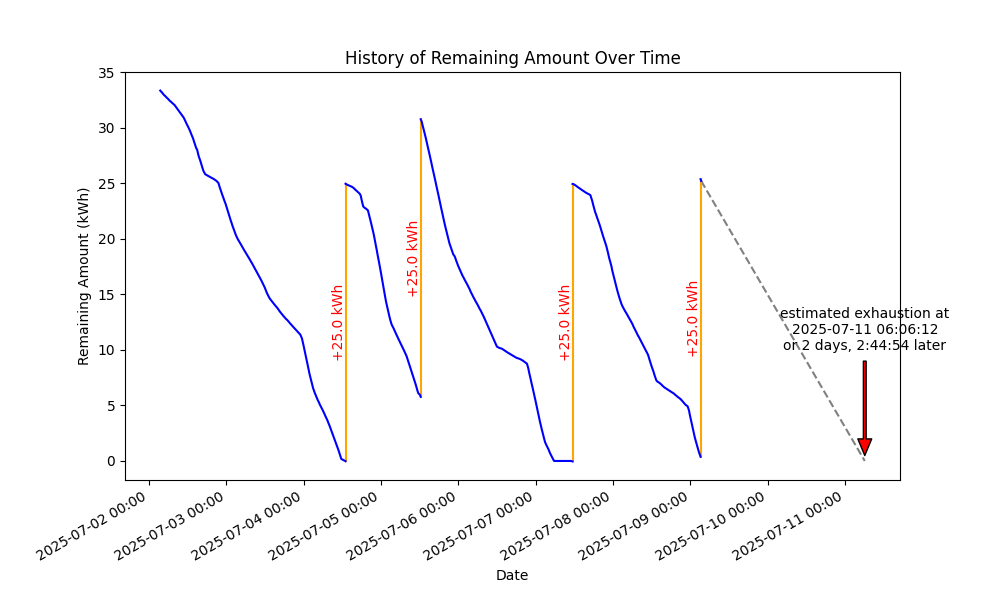 History of Remaining Amount Over Time
Remaining Amount (kWh)
35
30
25
20
15
10
5
0
+25.0 kWh
+25.0 kWh
+25.0 kWh
+25.0 kWh
estimated exhaustion at
2025-07-11 06:06:12
or 2 days, 2:44:54 later
2025-07-02 00:00
2025-07-03 00:00
2025-07-04 00:00
2025-07-05 00:00
2025-07-06 00:00
2025-07-07 00:00
2025-07-08 00:00
2025-07-09 00:00
2025-07-10 00:00
2025-07-11 00:00
Date